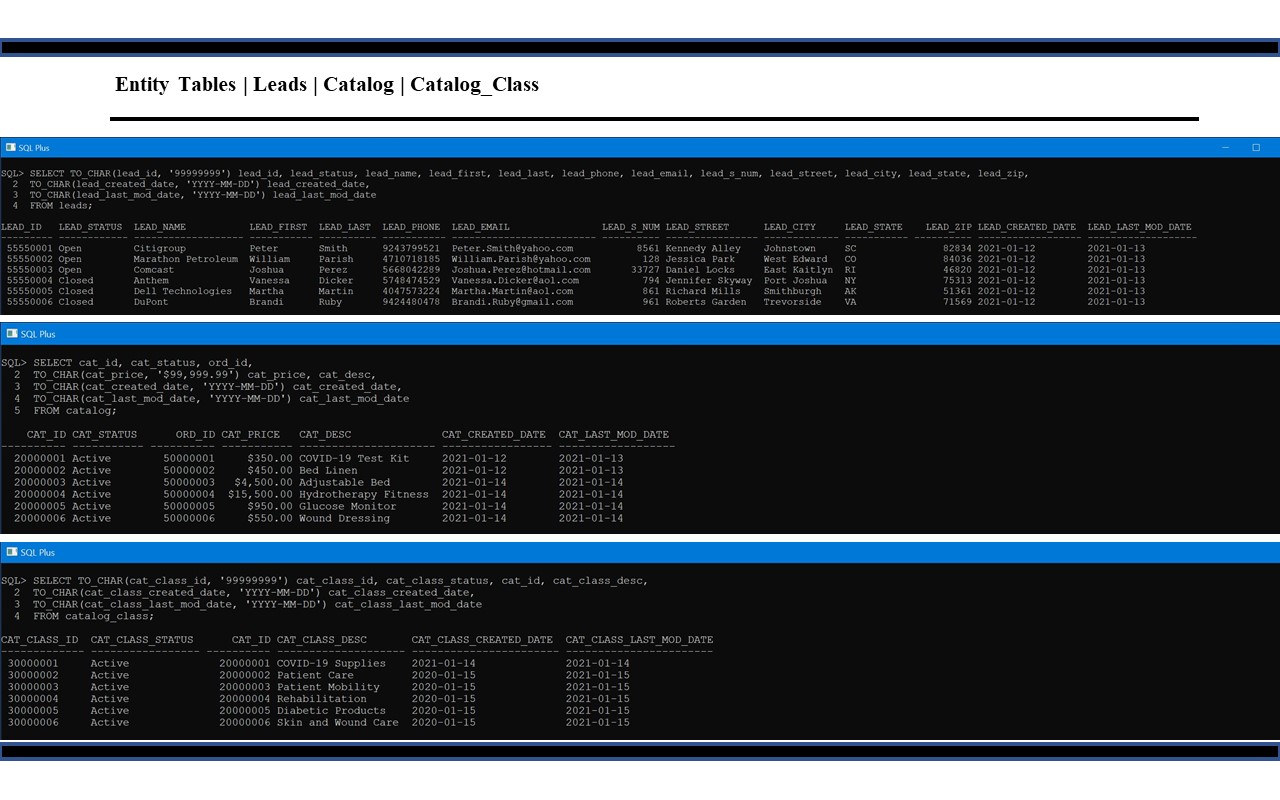 Entity Tables | Leads | Catalog | Catalog_Class
SQL Plus
SQL> SELECT TO_CHAR(lead_id, '99999999') lead_id, lead_status, lead_name, lead_first, lead_last, lead_phone, lead_email, lead_s_num, lead_street, lead_city, lead_state, lead_zip,
2 TO_CHAR(lead_created_date, 'YYYY-MM-DD') lead_created_date,
3 TO_CHAR(lead_last_mod_date, 'YYYY-MM-DD') lead_last_mod_date
4 FROM leads;
LEAD_ID LEAD_STATUS LEAD_NAME LEAD_FIRST LEAD_LAST LEAD_PHONE LEAD_EMAIL LEAD_S_NUM LEAD_STREET LEAD_CITY LEAD_STATE LEAD_ZIP LEAD_CREATED_DATE LEAD_LAST_MOD_DATE
55550001 Open Citigroup Peter Smith 9243799521 Peter.Smith@yahoo.com 8561 Kennedy Alley Johnstown SC 82834 2021-01-12 2021-01-13
55550002 Open Marathon Petroleum William Parish 4710718185 William.Parish@yahoo.com 128 Jessica Park West Edward CO 84036 2021-01-12 2021-01-13
55550003 Open Comcast Joshua Perez 5668042289 Joshua.Perez@hotmail.com 33727 Daniel Locks East Kaitlyn RI 46820 2021-01-12 2021-01-13
55550004 Closed Anthem Vanessa Dicker 5748474529 Vanessa.Dicker@aol.com 794 Jennifer Skyway Port Joshua NY 75313 2021-01-12 2021-01-13
55550005 Closed Dell Technologies Martha Martin 4047573224 Martha.Martin@aol.com 861 Richard Mills Smithburgh AK 51361 2021-01-12 2021-01-13
55550006 Closed DuPont Brandi Ruby 9424480478 Brandi.Ruby@gmail.com 961 Roberts Garden Trevorside VA 71569 2021-01-12 2021-01-13
SQL Plus
SQL> SELECT cat_id, cat_status, ord_id,
2 TO_CHAR(cat_price, '$99,999.99') cat_price, cat_desc,
3 TO_CHAR(cat_created_date, 'YYYY-MM-DD') cat_created_date,
4 TO_CHAR(cat_last_mod_date, 'YYYY-MM-DD') cat_last_mod_date
5 FROM catalog;
CAT_ID CAT_STATUS ORD_ID CAT_PRICE CAT_DESC CAT_CREATED_DATE CAT_LAST_MOD_DATE
20000001 Active 50000001 $350.00 COVID-19 Test Kit 2021-01-12 2021-01-13
20000002 Active 50000002 $450.00 Bed Linen 2021-01-12 2021-01-13
20000003 Active 50000003 $4,500.00 Adjustable Bed 2021-01-14 2021-01-14
20000004 Active 50000004 $15,500.00 Hydrotherapy Fitness 2021-01-14 2021-01-14
20000005 Active 50000005 $950.00 Glucose Monitor 2021-01-14 2021-01-14
20000006 Active 50000006 $550.00 Wound Dressing 2021-01-14 2021-01-14
SQL Plus
SQL> SELECT TO_CHAR(cat_class_id, '99999999') cat_class_id, cat_class_status, cat_id, cat_class_desc,
2 TO_CHAR(cat_class_created_date, 'YYYY-MM-DD') cat_class_created_date,
3 TO_CHAR(cat_class_last_mod_date, 'YYYY-MM-DD') cat_class_last_mod_date
4 FROM catalog_class;
CAT_CLASS_ID CAT_CLASS_STATUS CAT_ID CAT_CLASS_DESC CAT_CLASS_CREATED_DATE CAT_CLASS_LAST_MOD_DATE
30000001 Active 20000001 COVID-19 Supplies 2021-01-14 2021-01-14
30000002 Active 20000002 Patient Care 2020-01-15 2021-01-15
30000003 Active 20000003 Patient Mobility 2020-01-15 2021-01-15
30000004 Active 20000004 Rehabilitation 2020-01-15 2021-01-15
30000005 Active 20000005 Diabetic Products 2020-01-15 2021-01-15
30000006 Active 20000006 Skin and Wound Care 2020-01-15 2021-01-15